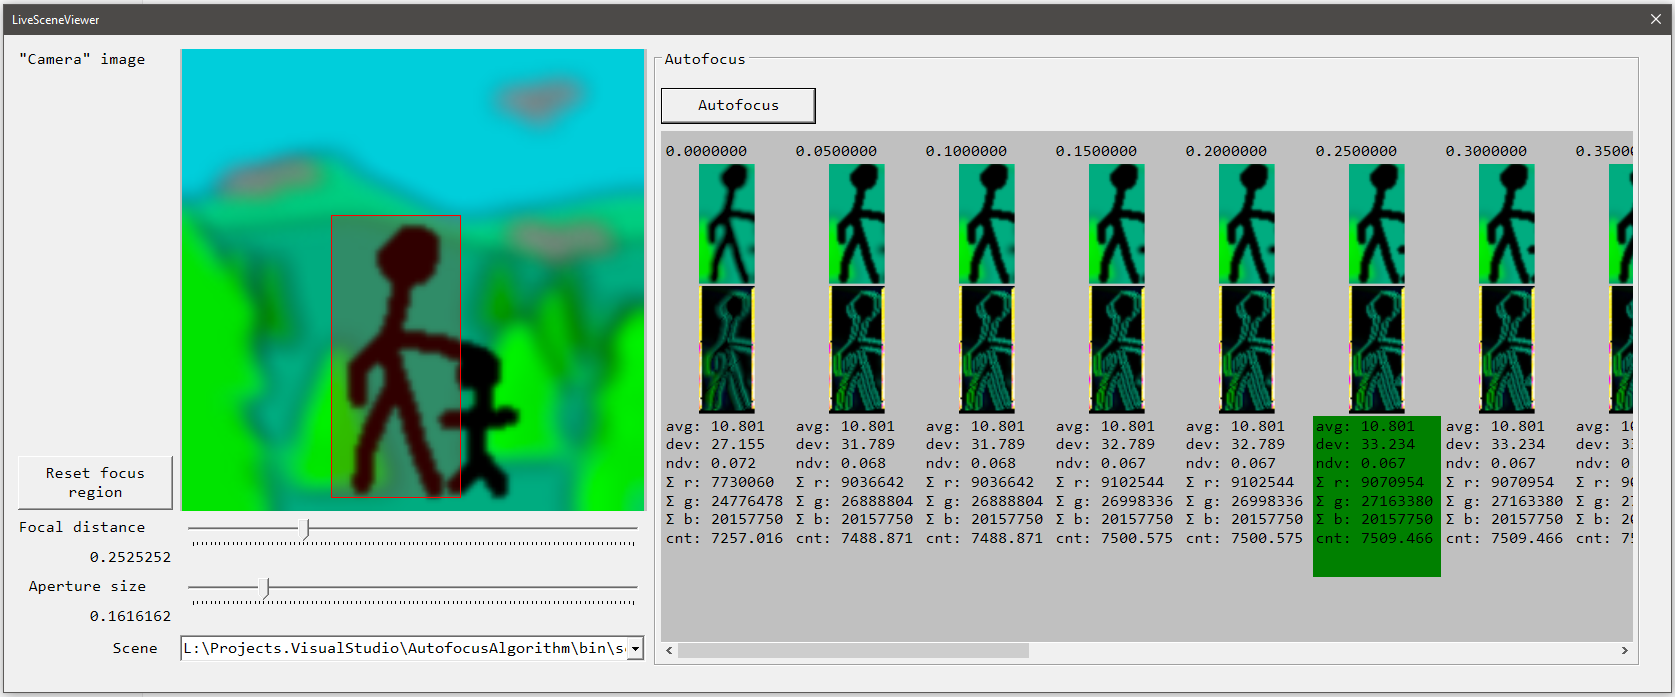 LiveSceneViewer
"Camera" image
Autofocus
Autofocus
0.0000000 0.0500000 0.1000000 0.1500000 0.2000000 0.2500000 0.3000000 0.3500
avg: 10.801 avg: 10.801 avg: 10.801 avg: 10.801 avg: 10.801 avg: 10.801 avg: 10.801 avg: 1
dev: 27.155 dev: 31.789 dev: 31.789 dev: 32.789 dev: 32.789 dev: 33.234 dev: 33.234 dev: 3
ndv: 0.072 ndv: 0.068 ndv: 0.068 ndv: 0.067 ndv: 0.067 ndv: 0.067 ndv: 0.067 ndv: 0
Σ r: 7730060 Σ r: 9036642 Σ r: 9036642 Σ r: 9102544 Σ r: 9102544 Σ r: 9070954 Σ r: 9070954 Σ r: 9
Σ g: 24776478 Σ g: 26888804 Σ g: 26888804 Σ g: 26998336 Σ g: 26998336 Σ g: 27163380 Σ g: 27163380 Σ g: 2
Σ b: 20157750 Σ b: 20157750 Σ b: 20157750 Σ b: 20157750 Σ b: 20157750 Σ b: 20157750 Σ b: 20157750 Σ b: 2
cnt: 7257.016 cnt: 7488.871 cnt: 7488.871 cnt: 7500.575 cnt: 7500.575 cnt: 7509.466 cnt: 7509.466 cnt: 7
Reset focus
region
Focal distance
0.2525252
Aperture size
0.1616162
Scene
L:\Projects.VisualStudio\AutofocusAlgorithm\bin\s